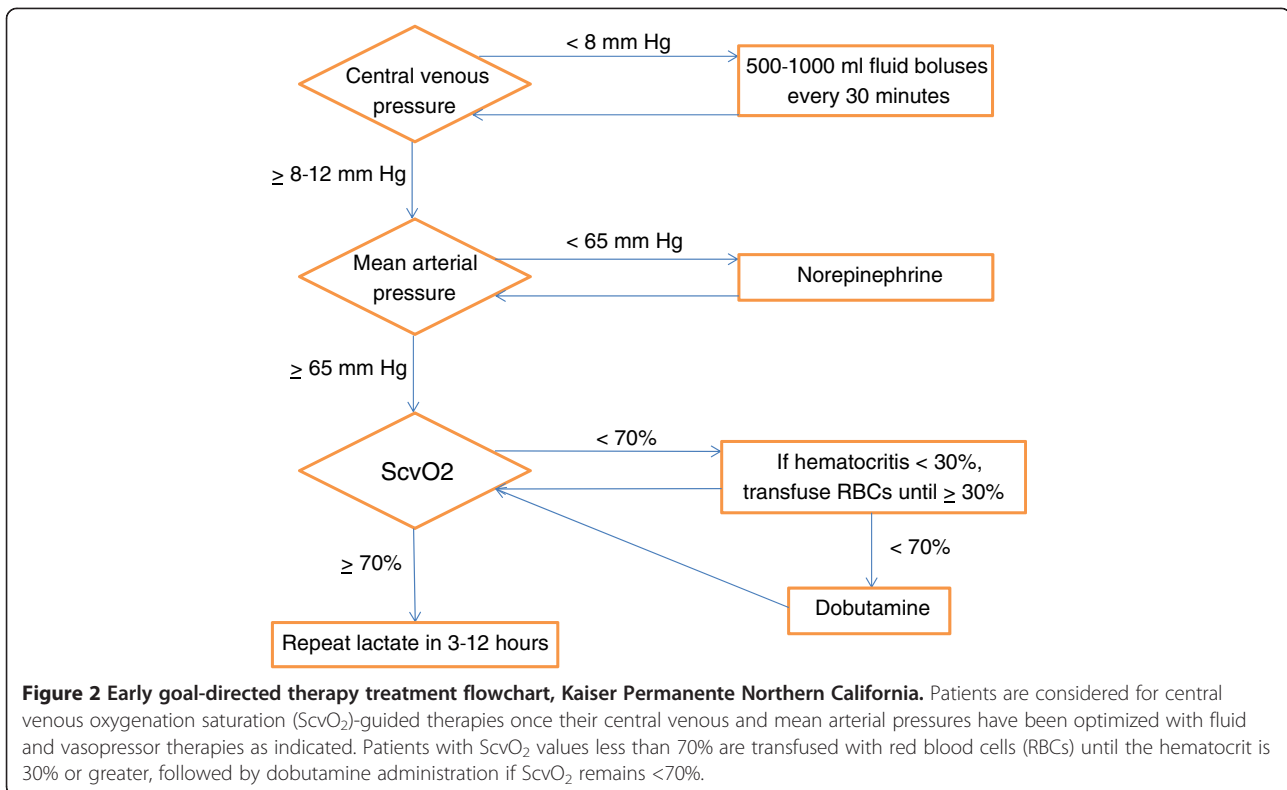 < 8 mm Hg
Central venous
pressure
500-1000 ml fluid boluses
every 30 minutes
≥ 8-12 mm Hg
< 65 mm Hg
Mean arterial
pressure
Norepinephrine
≥ 65 mm Hg
< 70%
ScvO2
If hematocritis < 30%,
transfuse RBCs until ≥ 30%
< 70%
≥ 70%
Dobutamine
Repeat lactate in 3-12 hours
Figure 2 Early goal-directed therapy treatment flowchart, Kaiser Permanente Northern California. Patients are considered for central
venous oxygenation saturation (ScvO₂)-guided therapies once their central venous and mean arterial pressures have been optimized with fluid
and vasopressor therapies as indicated. Patients with ScvO₂ values less than 70% are transfused with red blood cells (RBCs) until the hematocrit is
30% or greater, followed by dobutamine administration if ScvO₂ remains <70%.